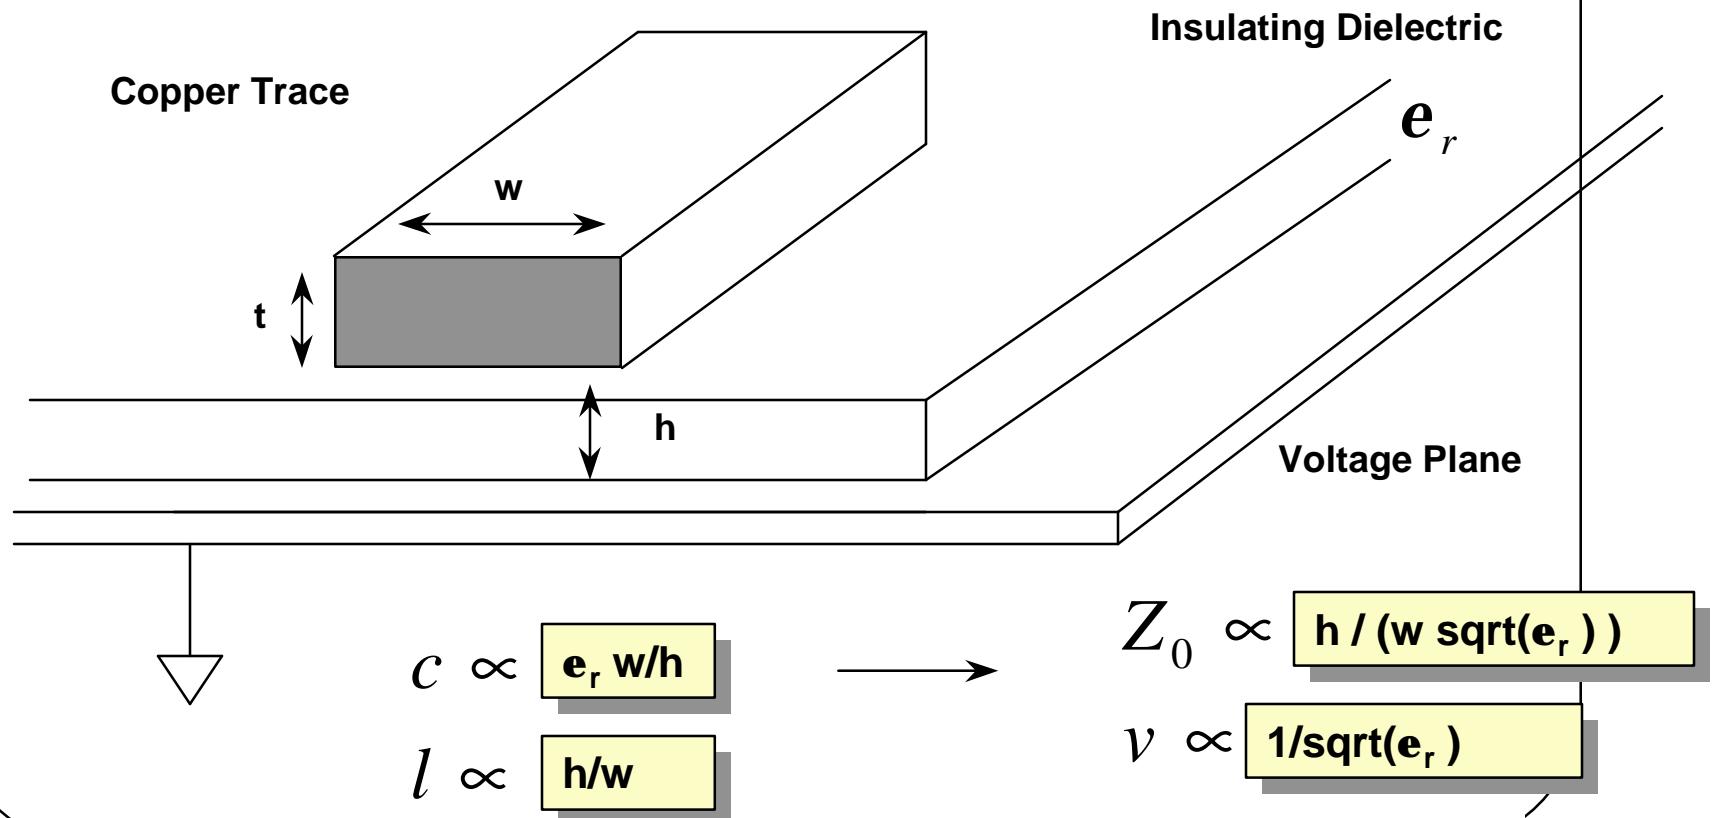 Insulating Dielectric
Copper Trace
e r
w
t
h
Voltage Plane
c ∝ er w/h
Z0 ∝ h / (w sqrt(er ) )
l ∝ h/w
v ∝ 1/sqrt(er )